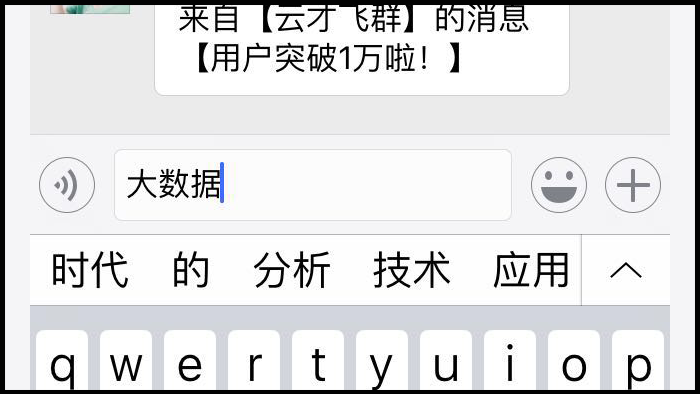 来自【云才飞群】的消息
【用户突破1万啦！】
大数据
时代 的 分析 技术 应用
q w e r t y u i o p